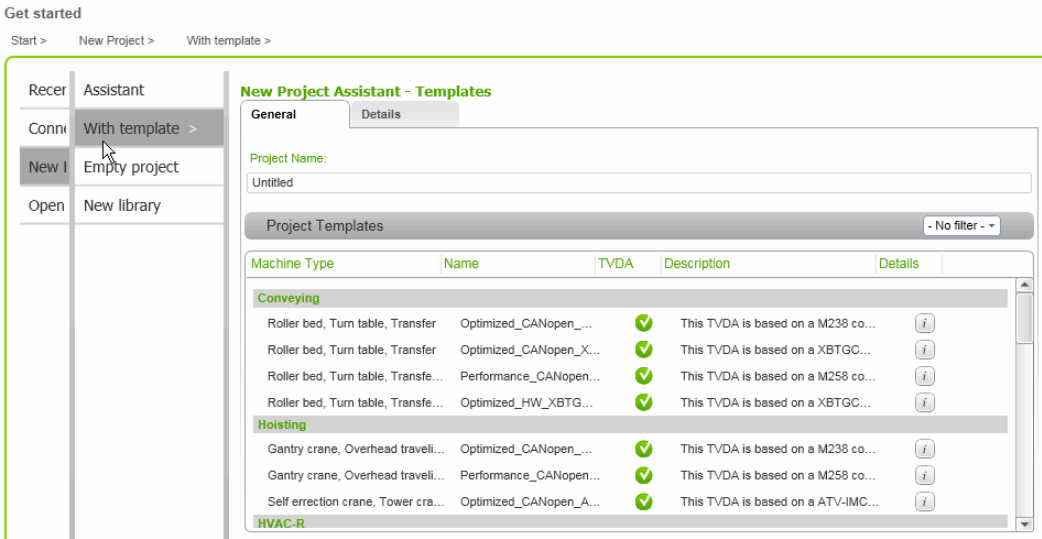 Get started
Start > New Project > With template >
Recer
Conne
New I
Open
Assistant
With template >
Empty project
New library
New Project Assistant - Templates
General Details
Project Name:
Untitled
Project Templates - No filter -
Machine Type Name TVDA Description Details
Conveying
Roller bed, Turn table, Transfer Optimized_CANopen_... This TVDA is based on a M238 co... i
Roller bed, Turn table, Transfer Optimized_CANopen_X... This TVDA is based on a XBTGC... i
Roller bed, Turn table, Transfe... Performance_CANopen... This TVDA is based on a M258 co... i
Roller bed, Turn table, Transfe... Optimized_HW_XBTG... This TVDA is based on a XBTGC... i
Hoisting
Gantry crane, Overhead traveli... Optimized_CANopen_... This TVDA is based on a M238 co... i
Gantry crane, Overhead traveli... Performance_CANopen... This TVDA is based on a M258 co... i
Self errection crane, Tower cra... Optimized_CANopen_A... This TVDA is based on a ATV-IMC... i
HVAC-R